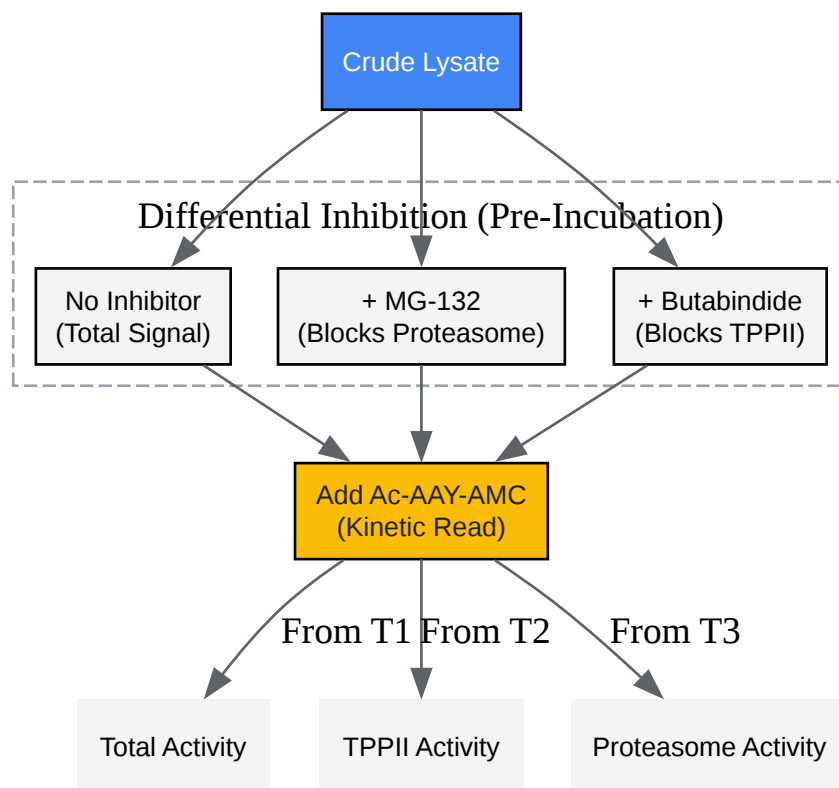 Crude Lysate
Differential Inhibition (Pre-Incubation)
No Inhibitor
(Total Signal)
+ MG-132
(Blocks Proteasome)
+ Butabindide
(Blocks TPPII)
Add Ac-AAY-AMC
(Kinetic Read)
From T1
From T2
From T3
Total Activity
TPPII Activity
Proteasome Activity